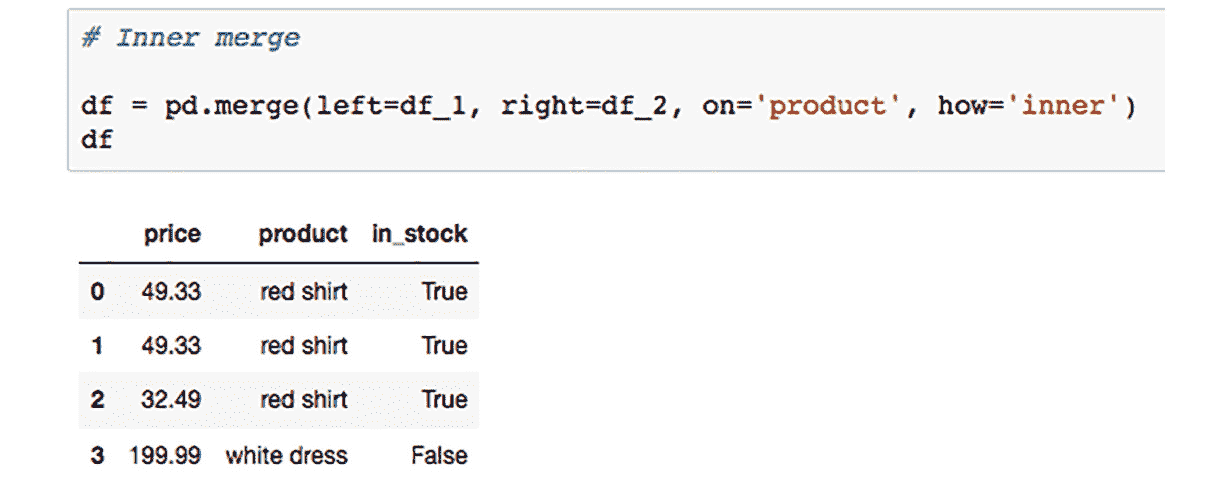 # Inner merge
df = pd.merge(left=df_1, right=df_2, on='product', how='inner')
df
price product in_stock
0 49.33 red shirt True
1 49.33 red shirt True
2 32.49 red shirt True
3 199.99 white dress False